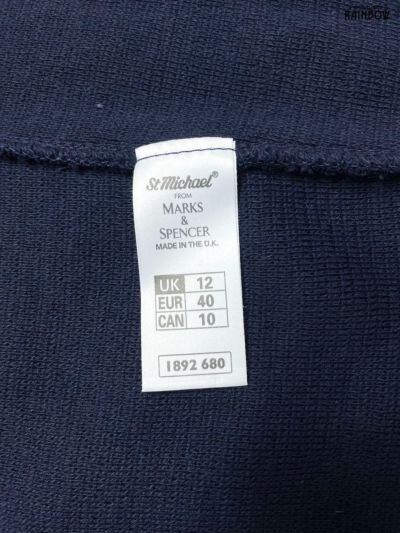 RAINBOW
St Michael®
FROM
MARKS
&
SPENCER
MADE IN THE U.K.
UK 12
EUR 40
CAN 10
1892 680